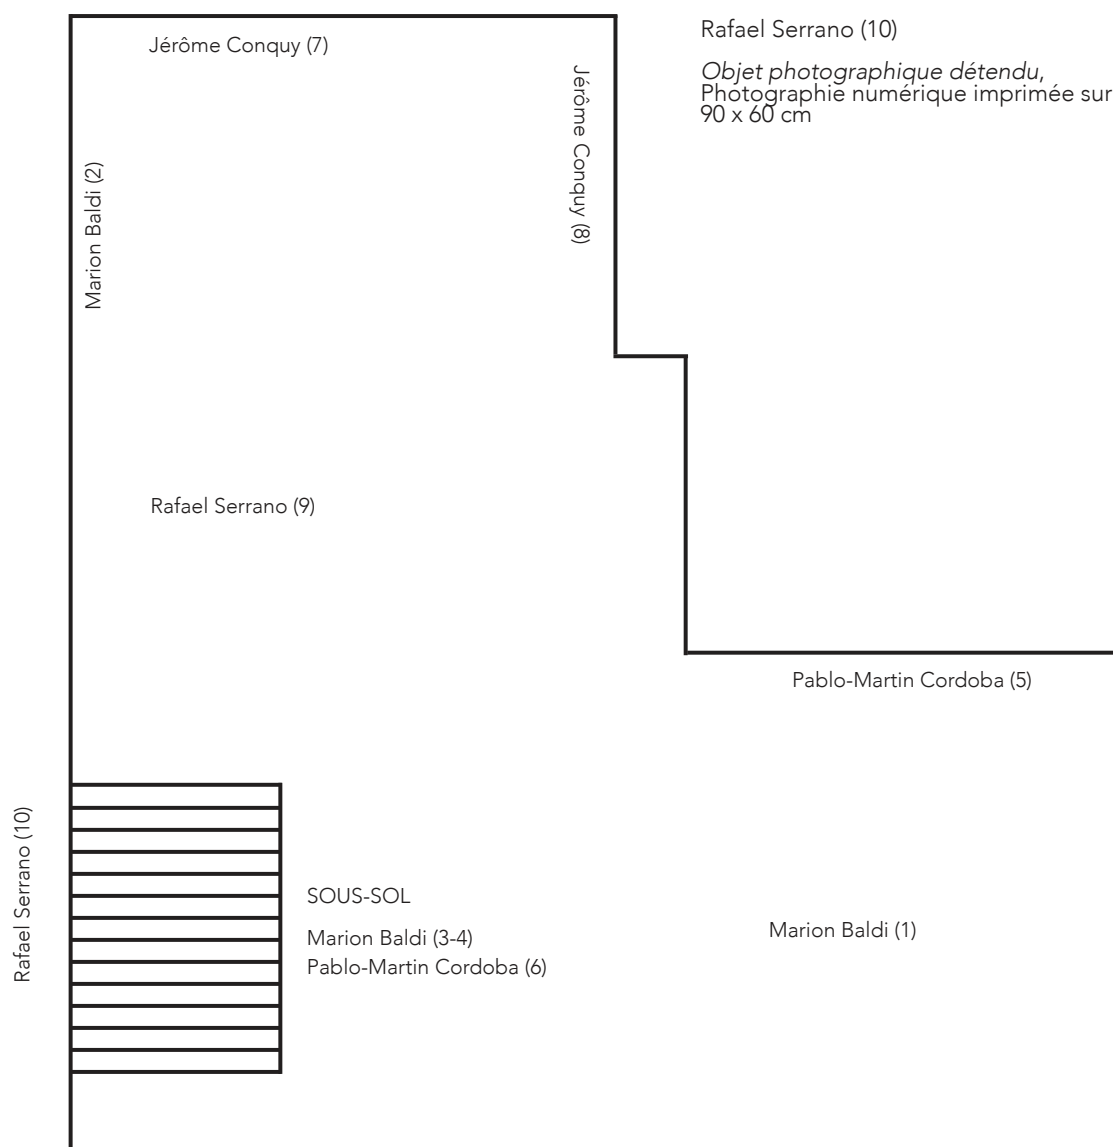 Jérôme Conquy (7)
Jérôme Conquy (8)
Marion Baldi (2)
Rafael Serrano (10)
Objet photographique détendu,
Photographie numérique imprimée sur
90 x 60 cm
Rafael Serrano (9)
Pablo-Martin Cordoba (5)
Rafael Serrano (10)
SOUS-SOL
Marion Baldi (3-4)
Pablo-Martin Cordoba (6)
Marion Baldi (1)